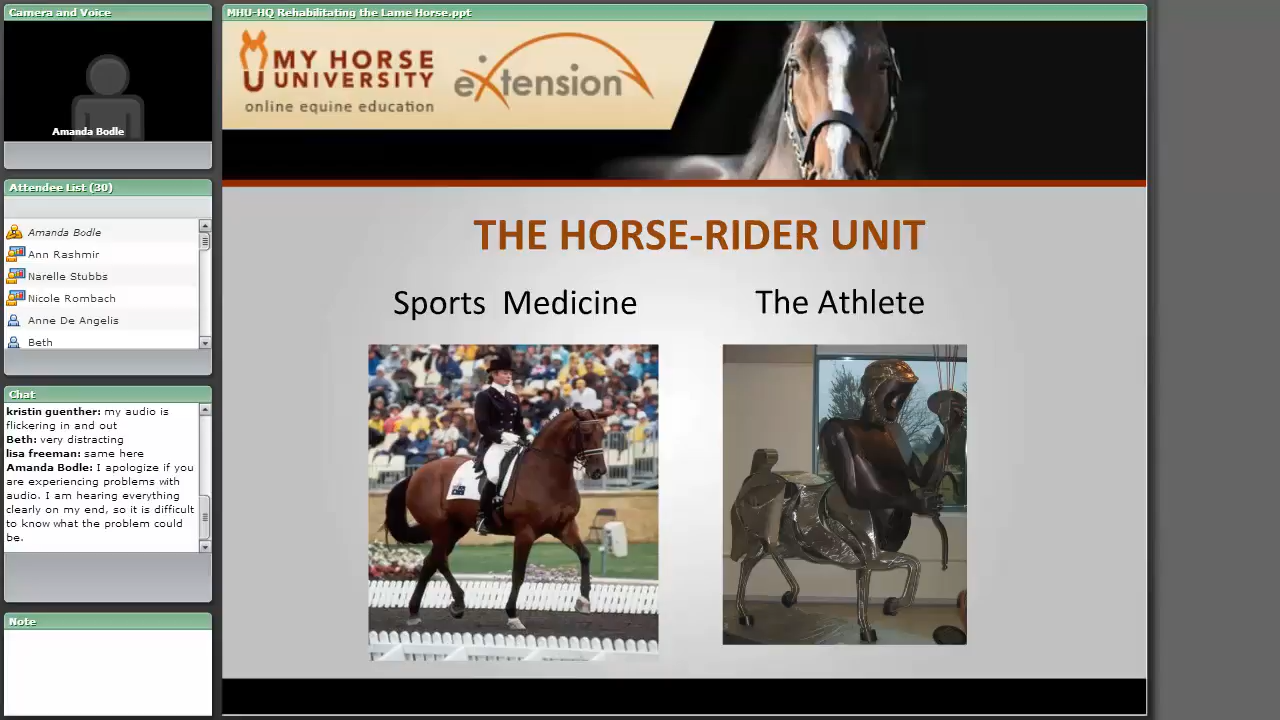 Camera and Voice
Amanda Bodle
Attendee List (30)
Amanda Bodle
Ann Rashmir
Narelle Stubbs
Nicole Rombach
Anne De Angelis
Beth
Chat
kristin guenther: my audio is
flickering in and out
Beth: very distracting
lisa freeman: same here
Amanda Bodle: I apologize if you
are experiencing problems with
audio. I am hearing everything
clearly on my end, so it is difficult
to know what the problem could
be.
Note
MHU-HQ Rehabilitating the Lame Horse.ppt
MY HORSE
UNIVERSITY
online equine education
eXtension
THE HORSE-RIDER UNIT
Sports Medicine
The Athlete